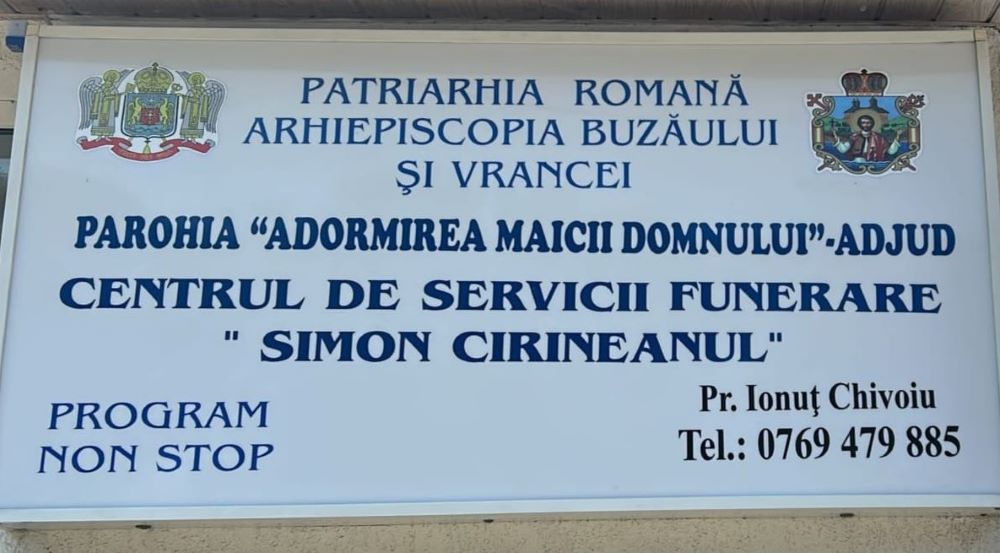 PATRIARHIA ROMANĂ
ARHIEPISCOPIA BUZĂULUI
ŞI VRANCEI
PAROHIA “ADORMIREA MAICII DOMNULUI”-ADJUD
CENTRUL DE SERVICII FUNERARE
" SIMON CIRINEANUL"
PROGRAM
NON STOP
Pr. Ionuţ Chivoiu
Tel.: 0769 479 885